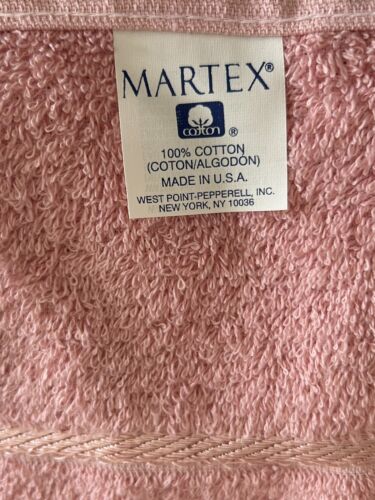 MARTEX®
cotton ®
100% COTTON
(COTON/ALGODÓN)
MADE IN U.S.A.
WEST POINT-PEPPERELL, INC.
NEW YORK, NY 10036